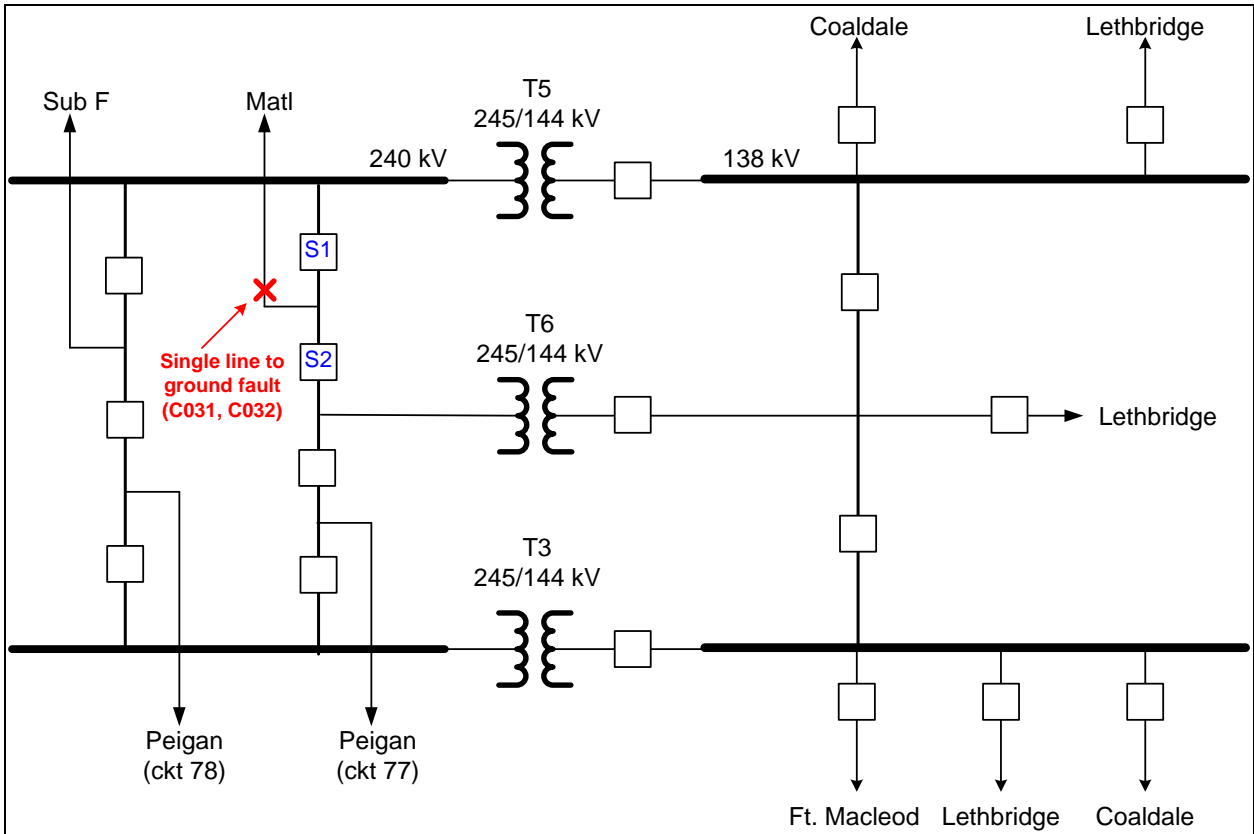 Coaldale
Lethbridge
Sub F
Matl
T5
245/144 kV
240 kV
138 kV
S1
S2
Single line to
ground fault
(C031, C032)
T6
245/144 kV
Lethbridge
T3
245/144 kV
Peigan
(ckt 78)
Peigan
(ckt 77)
Ft. Macleod
Lethbridge
Coaldale